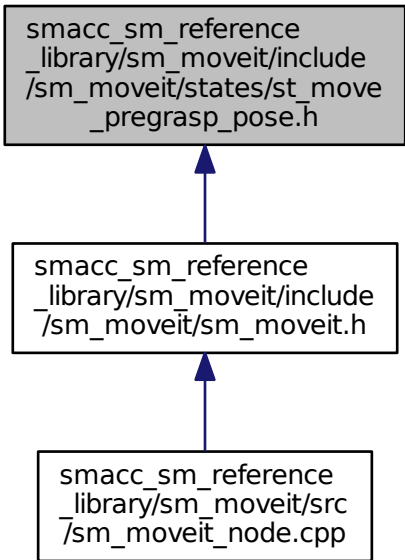 smacc_sm_reference
_library/sm_moveit/include
/sm_moveit/states/st_move
_pregrasp_pose.h
smacc_sm_reference
_library/sm_moveit/include
/sm_moveit/sm_moveit.h
smacc_sm_reference
_library/sm_moveit/src
/sm_moveit_node.cpp